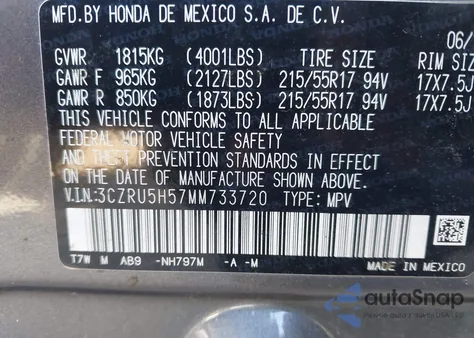 MFD.BY HONDA DE MEXICO S.A. DE C.V.
06/
GVWR 1815KG (4001LBS) TIRE SIZE RIM SIZE
GAWR F 965KG (2127LBS) 215/55R17 94V 17X7.5J
GAWR R 850KG (1873LBS) 215/55R17 94V 17X7.5J
THIS VEHICLE CONFORMS TO ALL APPLICABLE
FEDERAL MOTOR VEHICLE SAFETY
AND THEFT PREVENTION STANDARDS IN EFFECT
ON THE DATE OF MANUFACTURE SHOWN ABOVE.
V.I.N.:3CZRU5H57MM733720 TYPE: MPV
T7W M AB9 -NH797M -A -M
MADE IN MEXICO
autoSnap